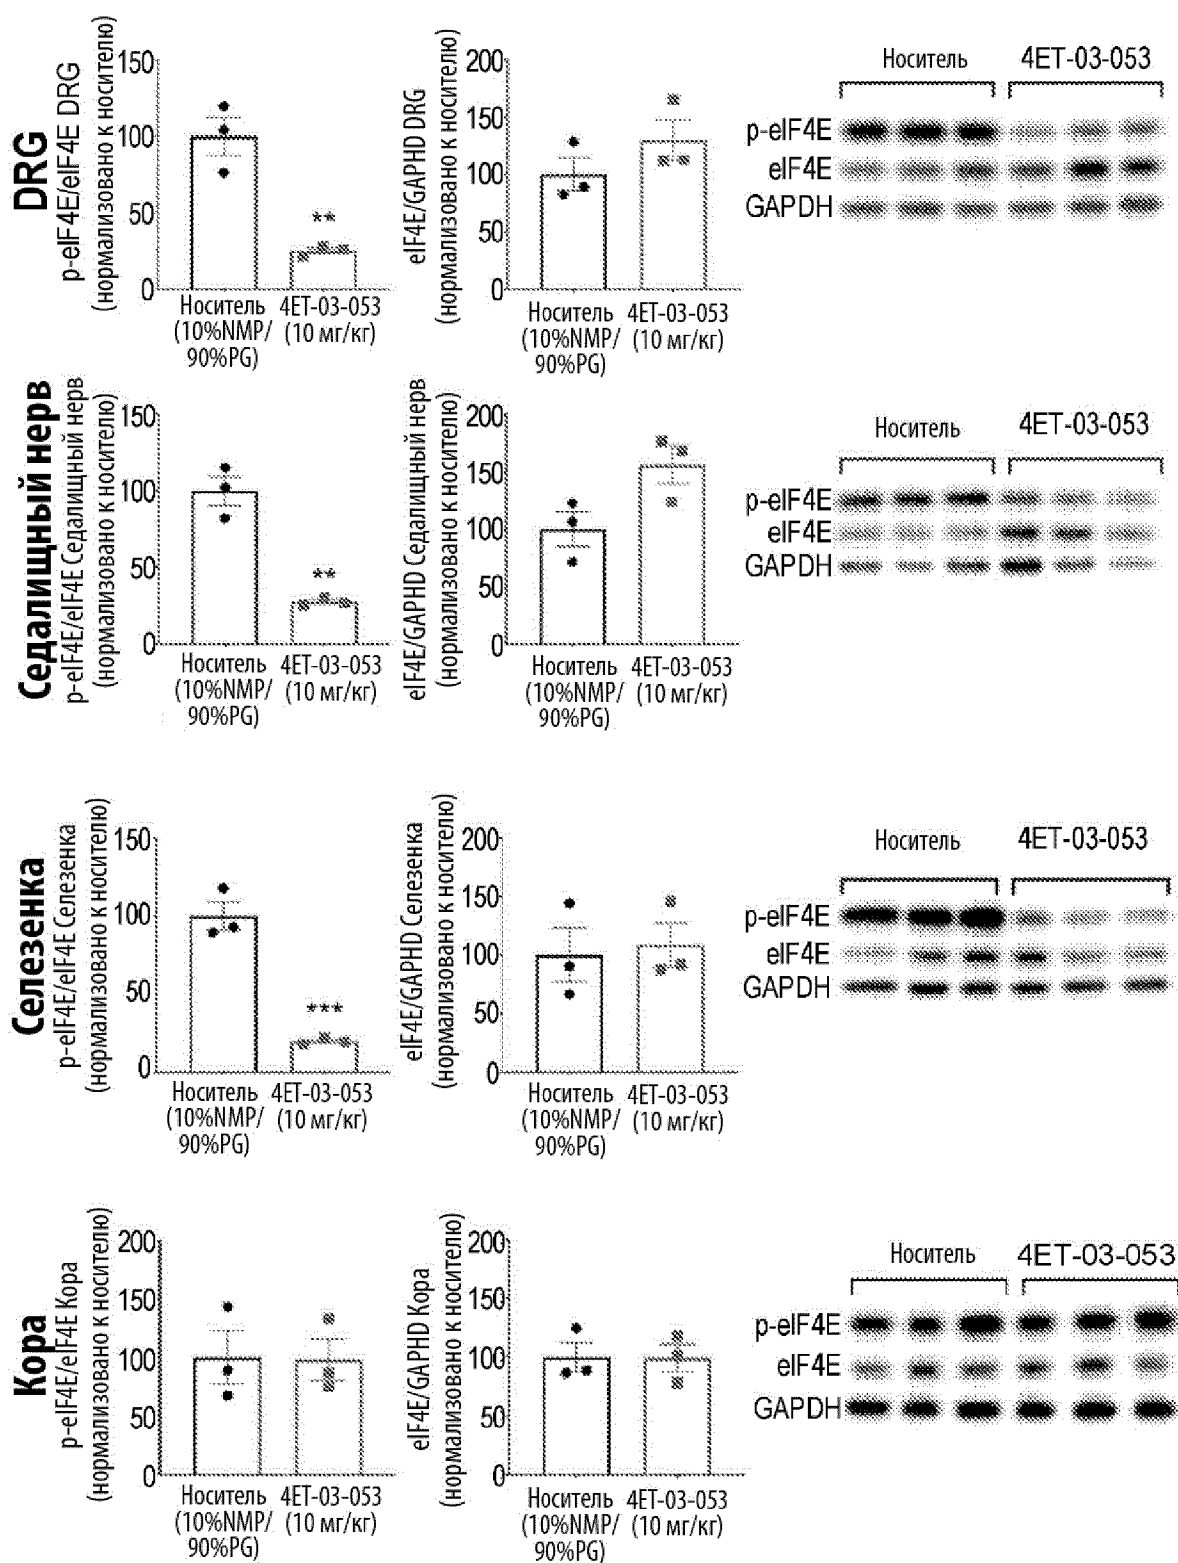 DRG
p-eIF4E/eIF4E DRG
(нормализовано к носителю)
150
100
50
0
**
Носитель
(10%NMP/
90%PG)
4ET-03-053
(10 мг/кг)
eIF4E/GAPHD DRG
(нормализовано к носителю)
200
150
100
50
0
Носитель
(10%NMP/
90%PG)
4ET-03-053
(10 мг/кг)
Носитель
4ET-03-053
p-eIF4E
eIF4E
GAPDH
Седалищный нерв
p-eIF4E/eIF4E Седалищный нерв
(нормализовано к носителю)
150
100
50
0
**
Носитель
(10%NMP/
90%PG)
4ET-03-053
(10 мг/кг)
eIF4E/GAPHD Седалищный нерв
(нормализовано к носителю)
200
150
100
50
0
Носитель
(10%NMP/
90%PG)
4ET-03-053
(10 мг/кг)
Носитель
4ET-03-053
p-eIF4E
eIF4E
GAPDH
Селезенка
p-eIF4E/eIF4E Селезенка
(нормализовано к носителю)
150
100
50
0
***
Носитель
(10%NMP/
90%PG)
4ET-03-053
(10 мг/кг)
eIF4E/GAPHD Селезенка
(нормализовано к носителю)
200
150
100
50
0
Носитель
(10%NMP/
90%PG)
4ET-03-053
(10 мг/кг)
Носитель
4ET-03-053
p-eIF4E
eIF4E
GAPDH
Кора
p-eIF4E/eIF4E Кора
(нормализовано к носителю)
200
150
100
50
0
Носитель
(10%NMP/
90%PG)
4ET-03-053
(10 мг/кг)
eIF4E/GAPHD Кора
(нормализовано к носителю)
200
150
100
50
0
Носитель
(10%NMP/
90%PG)
4ET-03-053
(10 мг/кг)
Носитель
4ET-03-053
p-eIF4E
eIF4E
GAPDH